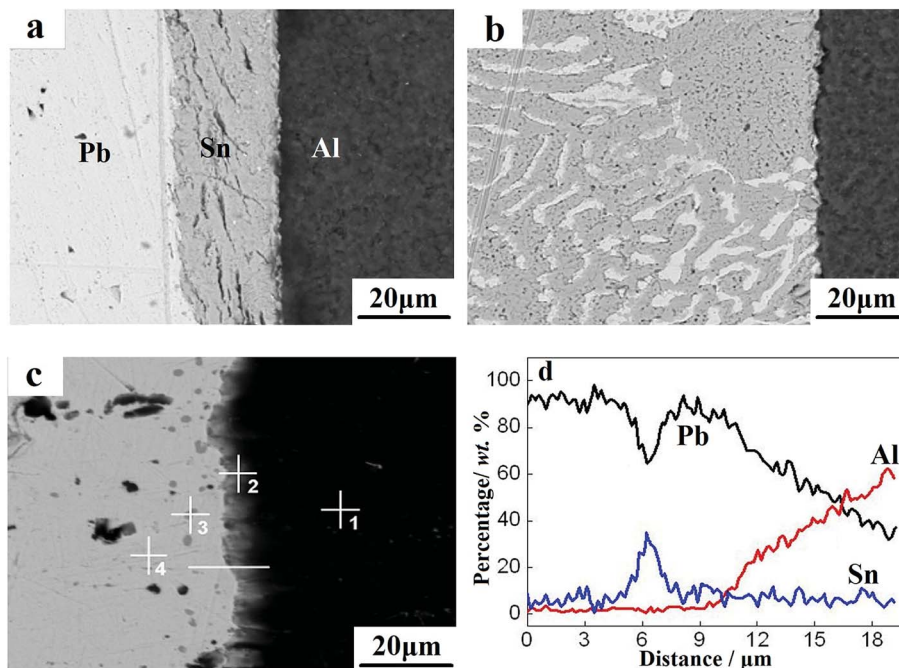 a
Pb
Sn
Al
20μm
b
20μm
c
2
1
3
4
20μm
d
100
80
60
40
20
0
Percentage/ wt. %
Pb
Al
Sn
0
3
6
9
12
15
18
Distance / μm